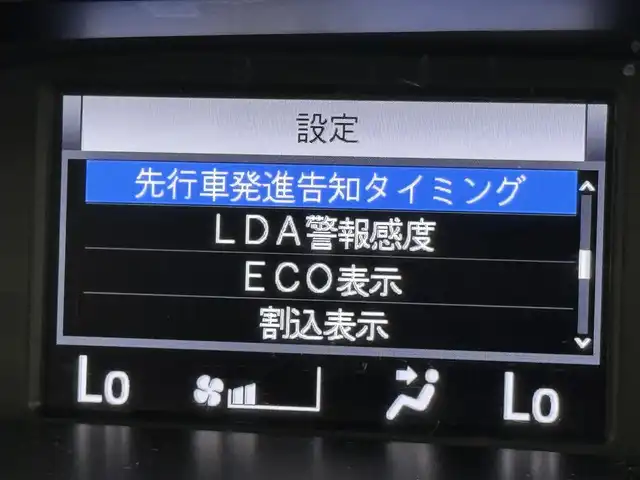 設定
先行車発進告知タイミング
LDA警報感度
ECO表示
割込表示
Lo Lo